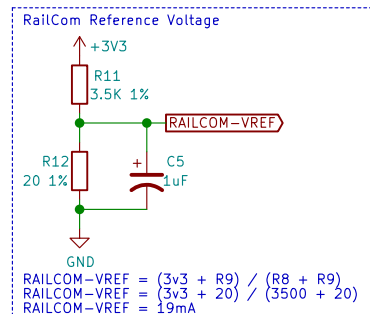 RailCom Reference Voltage
+3V3
R11
3.5K 1%
RAILCOM-VREF
R12
20 1%
+
C5
1uF
GND
RAILCOM-VREF = (3v3 + R9) / (R8 + R9)
RAILCOM-VREF = (3v3 + 20) / (3500 + 20)
RAILCOM-VREF = 19mA